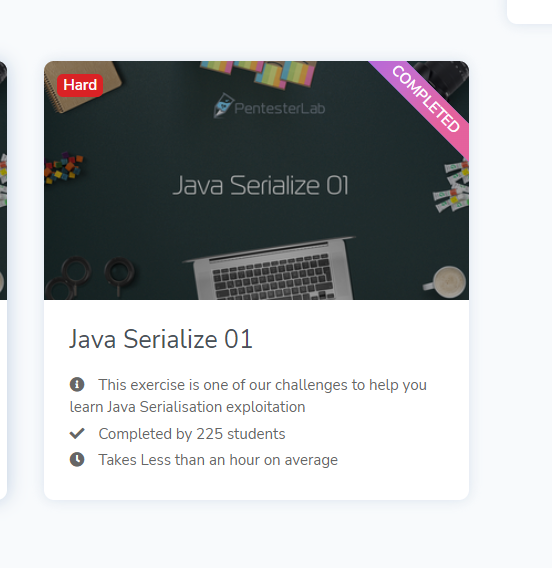 Hard
COMPLETED
PentesterLab
Java Serialize 01
Java Serialize 01
This exercise is one of our challenges to help you
learn Java Serialisation exploitation
Completed by 225 students
Takes Less than an hour on average